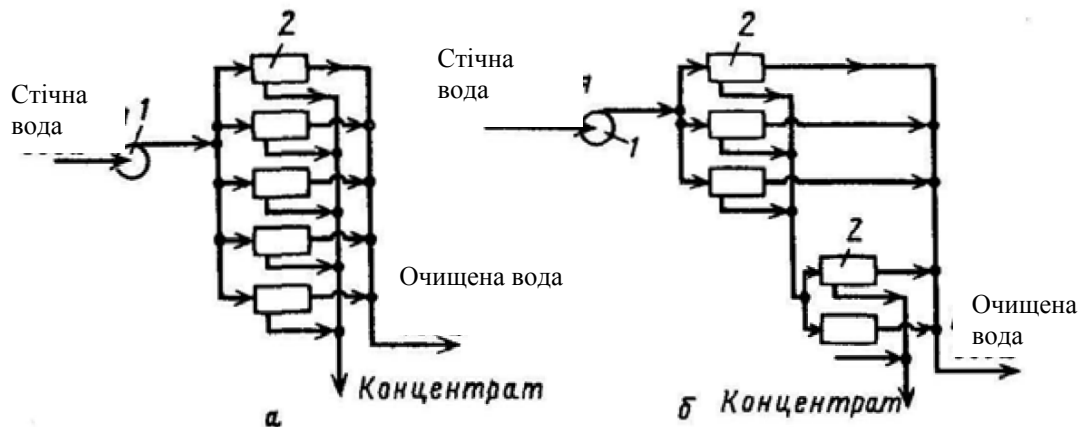 2
Стічна
вода
1
Очищена вода
Концентрат
а
2
Стічна
вода
1
2
Очищена
вода
Концентрат
б